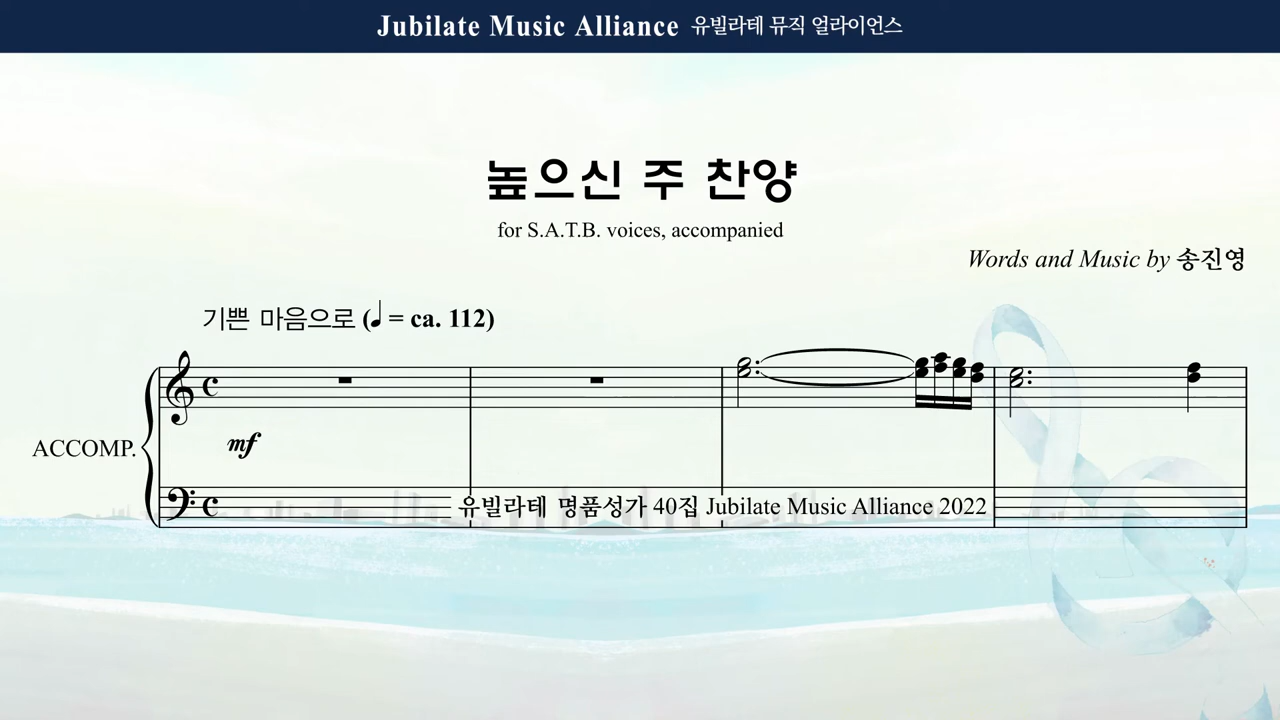 Jubilate Music Alliance 유빌라테 뮤직 얼라이언스
높으신 주 찬양
for S.A.T.B. voices, accompanied
Words and Music by 송진영
기쁜 마음으로 (♩ = ca. 112)
mf
ACCOMP.
유빌라테 명품성가 40집 Jubilate Music Alliance 2022